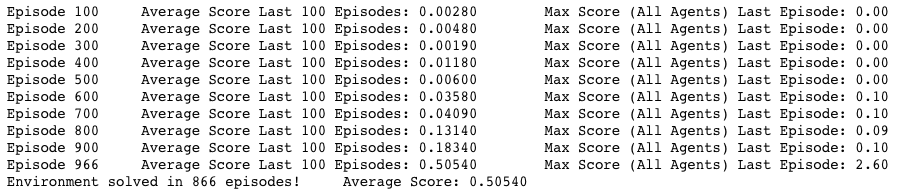 Episode 100 Average Score Last 100 Episodes: 0.00280 Max Score (All Agents) Last Episode: 0.00
Episode 200 Average Score Last 100 Episodes: 0.00480 Max Score (All Agents) Last Episode: 0.00
Episode 300 Average Score Last 100 Episodes: 0.00190 Max Score (All Agents) Last Episode: 0.00
Episode 400 Average Score Last 100 Episodes: 0.01180 Max Score (All Agents) Last Episode: 0.00
Episode 500 Average Score Last 100 Episodes: 0.00600 Max Score (All Agents) Last Episode: 0.00
Episode 600 Average Score Last 100 Episodes: 0.03580 Max Score (All Agents) Last Episode: 0.10
Episode 700 Average Score Last 100 Episodes: 0.04090 Max Score (All Agents) Last Episode: 0.10
Episode 800 Average Score Last 100 Episodes: 0.13140 Max Score (All Agents) Last Episode: 0.09
Episode 900 Average Score Last 100 Episodes: 0.18340 Max Score (All Agents) Last Episode: 0.10
Episode 966 Average Score Last 100 Episodes: 0.50540 Max Score (All Agents) Last Episode: 2.60
Environment solved in 866 episodes! Average Score: 0.50540